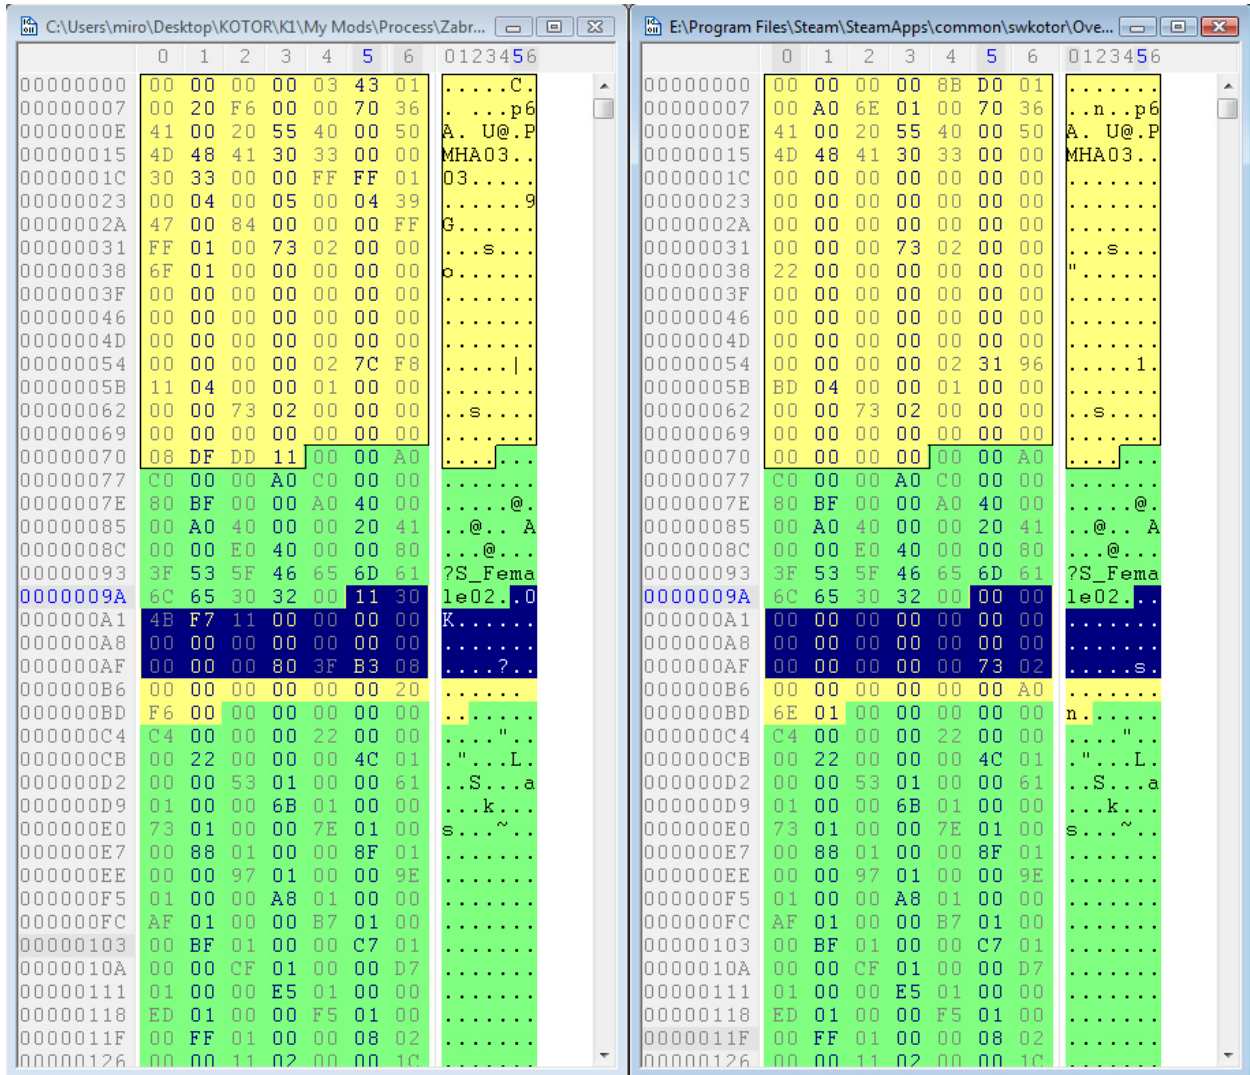 C:\Users\miro\Desktop\KOTOR\K1\My Mods\Process\Zabr...
0 1 2 3 4 5 6 0123456
00000000 00 00 00 00 03 43 01 .....C.
00000007 00 20 F6 00 00 70 36 . ...p6
0000000E 41 00 20 55 40 00 50 A. U@.P
00000015 4D 48 41 30 33 00 00 MHA03..
0000001C 30 33 00 00 FF FF 01 03.....
00000023 00 04 00 05 00 04 39 ......9
0000002A 47 00 84 00 00 00 FF G......
00000031 FF 01 00 73 02 00 00 ...s...
00000038 6F 01 00 00 00 00 00 o......
0000003F 00 00 00 00 00 00 00 .......
00000046 00 00 00 00 00 00 00 .......
0000004D 00 00 00 00 00 00 00 .......
00000054 00 00 00 00 02 7C F8 .....|.
0000005B 11 04 00 00 01 00 00 .......
00000062 00 00 73 02 00 00 00 ..s....
00000069 00 00 00 00 00 00 00 .......
00000070 08 DF DD 11 00 00 A0 .......
00000077 C0 00 00 A0 C0 00 00 .......
0000007E 80 BF 00 00 A0 40 00 .....@.
00000085 00 A0 40 00 00 20 41 ..@.. A
0000008C 00 00 E0 40 00 00 80 ...@...
00000093 3F 53 5F 46 65 6D 61 ?S_Fema
0000009A 6C 65 30 32 00 11 30 le02..0
000000A1 4B F7 11 00 00 00 00 K......
000000A8 00 00 00 00 00 00 00 .......
000000AF 00 00 00 80 3F B3 08 ....?..
000000B6 00 00 00 00 00 00 20 ......
000000BD F6 00 00 00 00 00 00 .......
000000C4 C4 00 00 00 22 00 00 ...."..
000000CB 00 22 00 00 00 4C 01 ."...L.
000000D2 00 00 53 01 00 00 61 ..S...a
000000D9 01 00 00 6B 01 00 00 ...k...
000000E0 73 01 00 00 7E 01 00 s...~..
000000E7 00 88 01 00 00 8F 01 .......
000000EE 00 00 97 01 00 00 9E .......
000000F5 01 00 00 A8 01 00 00 .......
000000FC AF 01 00 00 B7 01 00 .......
00000103 00 BF 01 00 00 C7 01 .......
0000010A 00 00 CF 01 00 00 D7 .......
00000111 01 00 00 E5 01 00 00 .......
00000118 ED 01 00 00 F5 01 00 .......
0000011F 00 FF 01 00 00 08 02 .......
00000126 00 00 11 02 00 00 1C .......
E:\Program Files\Steam\SteamApps\common\swkotor\Ove...
0 1 2 3 4 5 6 0123456
00000000 00 00 00 00 8B D0 01 .......
00000007 00 A0 6E 01 00 70 36 ..n..p6
0000000E 41 00 20 55 40 00 50 A. U@.P
00000015 4D 48 41 30 33 00 00 MHA03..
0000001C 00 00 00 00 00 00 00 .......
00000023 00 00 00 00 00 00 00 .......
0000002A 00 00 00 00 00 00 00 .......
00000031 00 00 00 73 02 00 00 ...s...
00000038 22 00 00 00 00 00 00 "......
0000003F 00 00 00 00 00 00 00 .......
00000046 00 00 00 00 00 00 00 .......
0000004D 00 00 00 00 00 00 00 .......
00000054 00 00 00 00 02 31 96 .....1.
0000005B BD 04 00 00 01 00 00 .......
00000062 00 00 73 02 00 00 00 ..s....
00000069 00 00 00 00 00 00 00 .......
00000070 00 00 00 00 00 00 A0 .......
00000077 C0 00 00 A0 C0 00 00 .......
0000007E 80 BF 00 00 A0 40 00 .....@.
00000085 00 A0 40 00 00 20 41 ..@.. A
0000008C 00 00 E0 40 00 00 80 ...@...
00000093 3F 53 5F 46 65 6D 61 ?S_Fema
0000009A 6C 65 30 32 00 00 00 le02...
000000A1 00 00 00 00 00 00 00 .......
000000A8 00 00 00 00 00 00 00 .......
000000AF 00 00 00 00 00 73 02 .....s.
000000B6 00 00 00 00 00 00 A0 .......
000000BD 6E 01 00 00 00 00 00 n......
000000C4 C4 00 00 00 22 00 00 ...."..
000000CB 00 22 00 00 00 4C 01 ."...L.
000000D2 00 00 53 01 00 00 61 ..S...a
000000D9 01 00 00 6B 01 00 00 ...k...
000000E0 73 01 00 00 7E 01 00 s...~..
000000E7 00 88 01 00 00 8F 01 .......
000000EE 00 00 97 01 00 00 9E .......
000000F5 01 00 00 A8 01 00 00 .......
000000FC AF 01 00 00 B7 01 00 .......
00000103 00 BF 01 00 00 C7 01 .......
0000010A 00 00 CF 01 00 00 D7 .......
00000111 01 00 00 E5 01 00 00 .......
00000118 ED 01 00 00 F5 01 00 .......
0000011F 00 FF 01 00 00 08 02 .......
00000126 00 00 11 02 00 00 1C .......